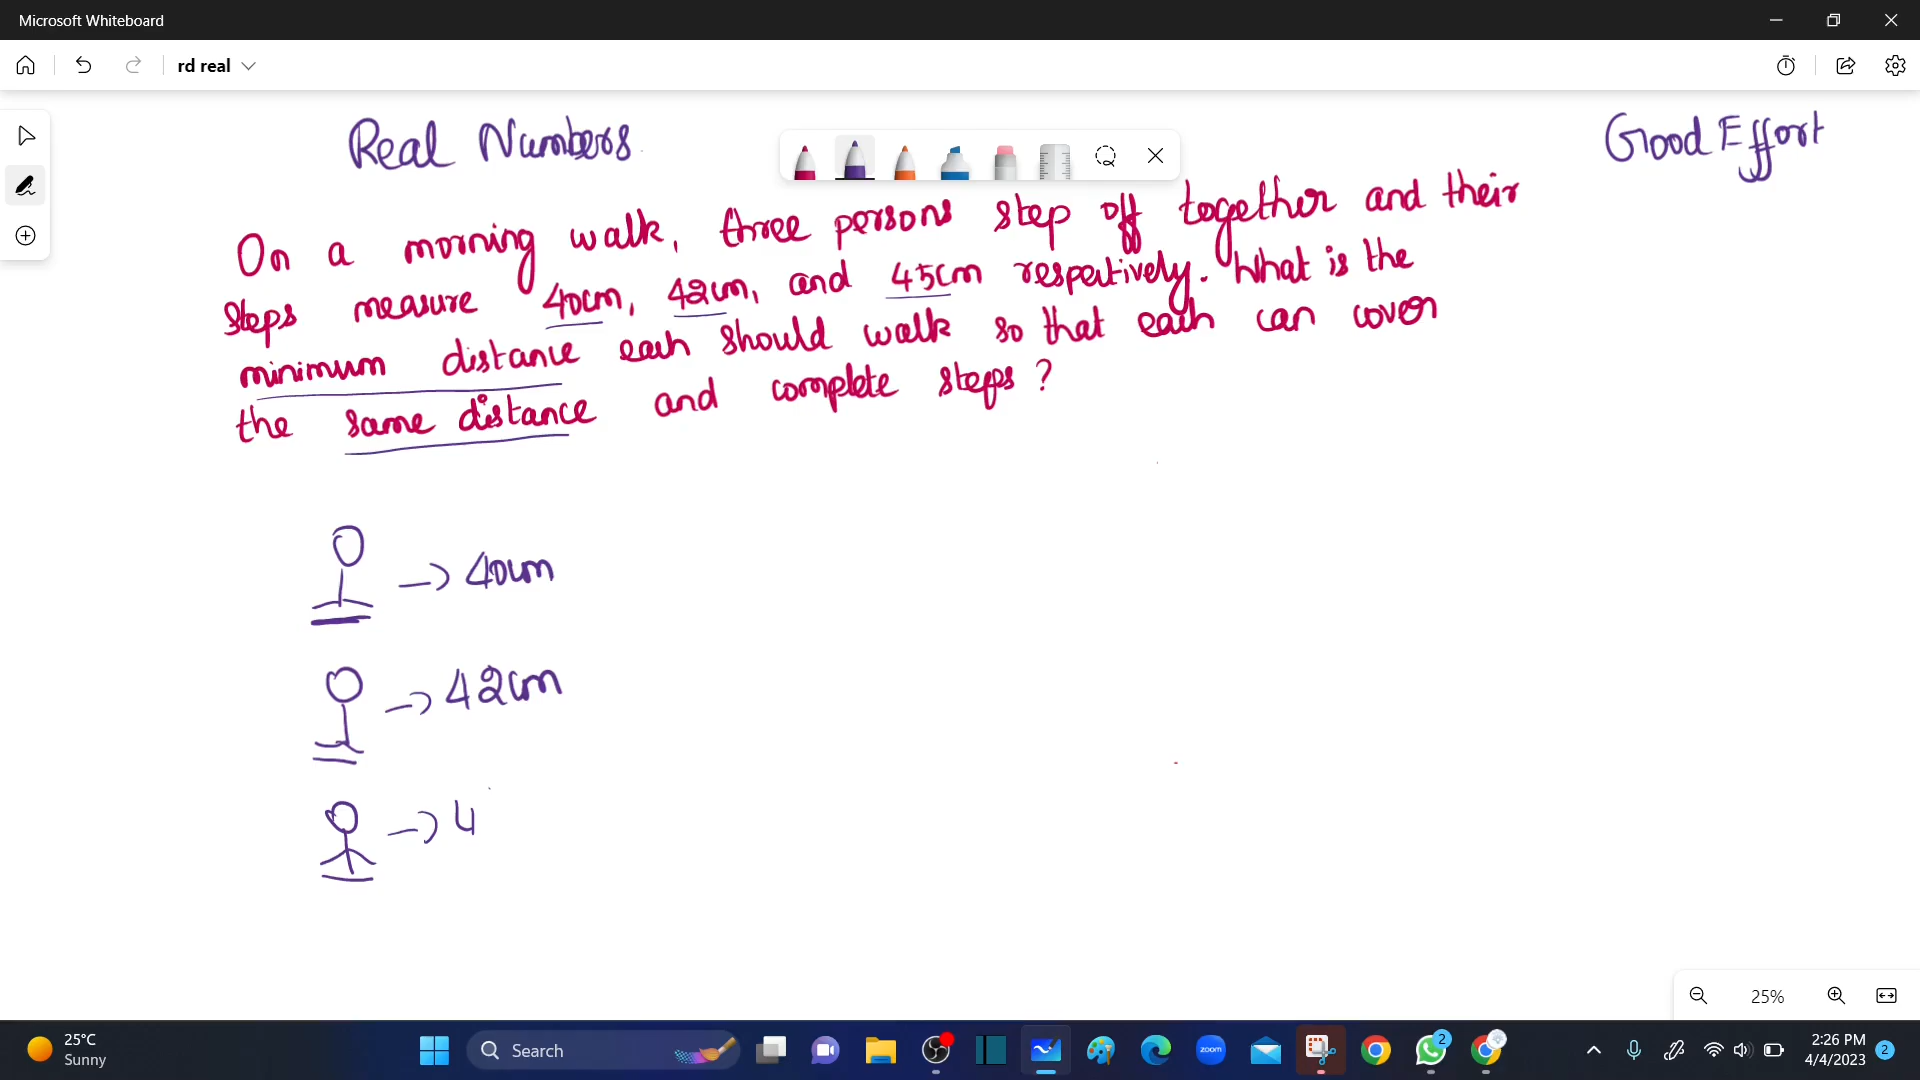 Microsoft Whiteboard
rd real
Real Numbers
Good Effort
On a morning walk, three persons step off together and their
steps measure 40cm, 42cm, and 45cm respectively. What is the
minimum distance each should walk so that each can cover
the same distance and complete steps?
→ 40cm
→ 42cm
→ 4
25%
25°C
Sunny
Search
zoom
2
2:26 PM
4/4/2023
2